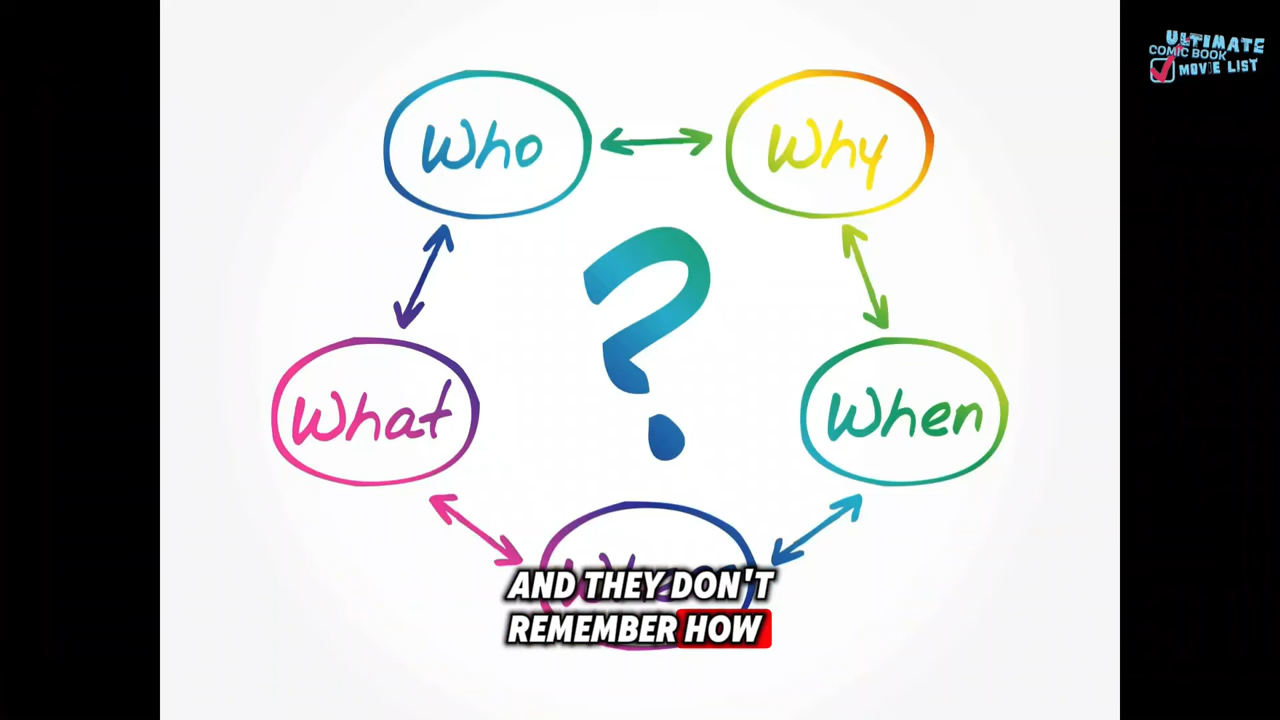 ULTIMATE
COMIC BOOK
MOVIE LIST
Who
Why
What
When
AND THEY DON'T
REMEMBER HOW